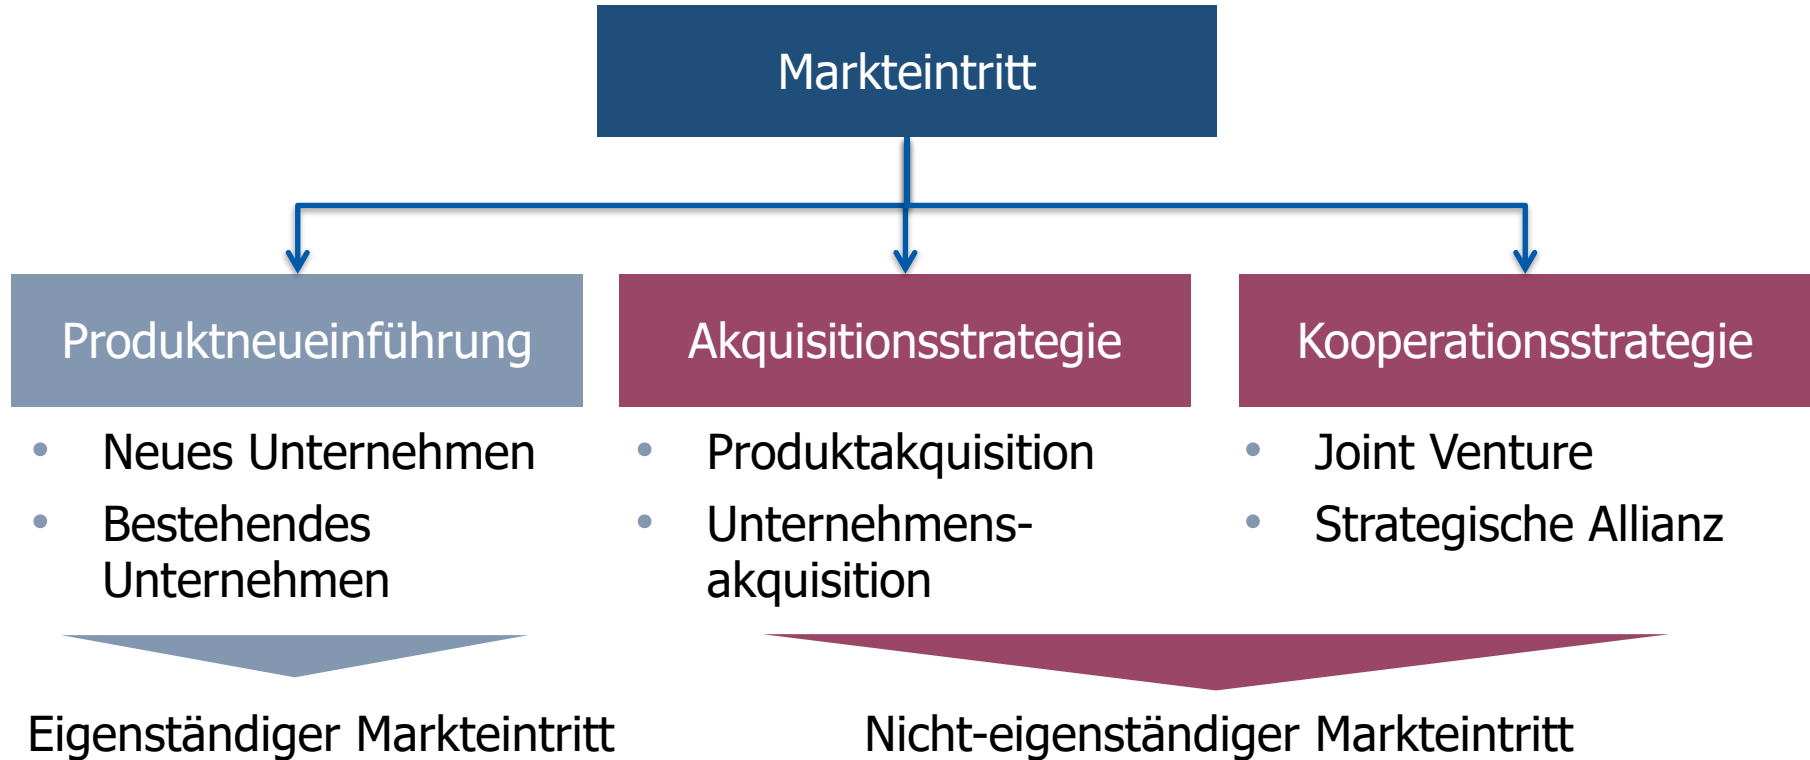 Markteintritt
Produktneueinführung
Akquisitionsstrategie
Kooperationsstrategie
• Neues Unternehmen
• Bestehendes
Unternehmen
• Produktakquisition
• Unternehmens-
akquisition
• Joint Venture
• Strategische Allianz
Eigenständiger Markteintritt
Nicht-eigenständiger Markteintritt